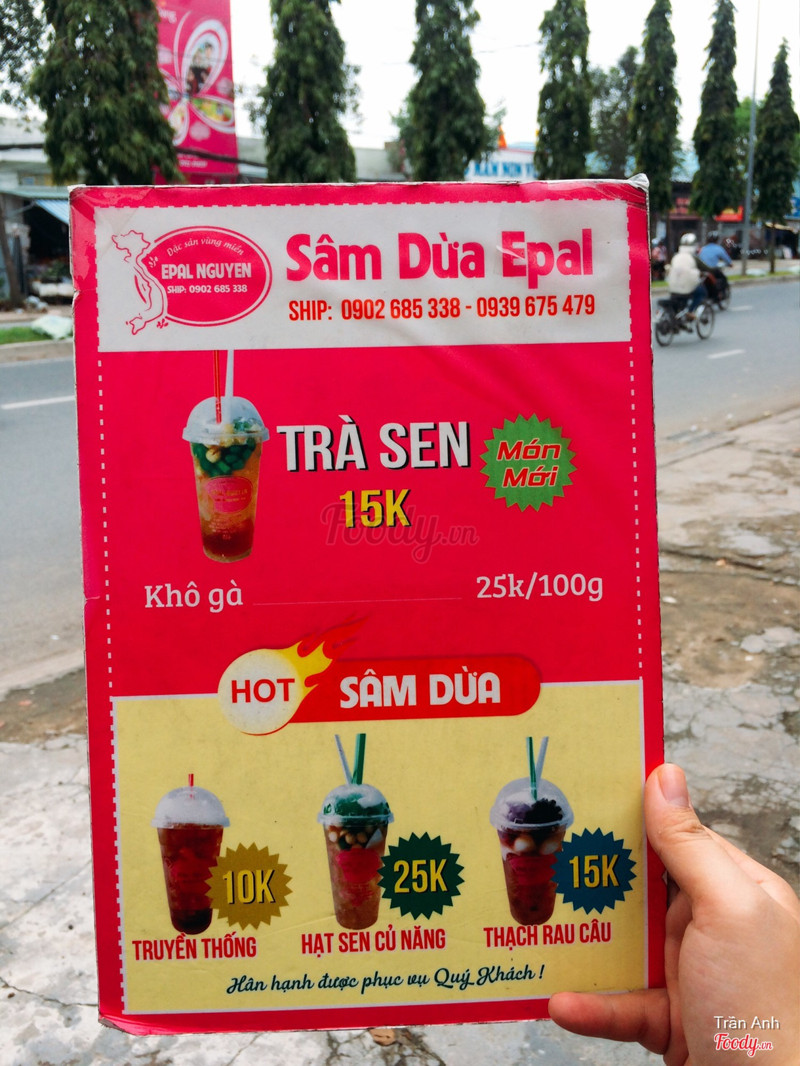 MẦM NON
Đặc sản vùng miền
EPAL NGUYEN
SHIP: 0902 685 338
Sâm Dừa Epal
SHIP: 0902 685 338 - 0939 675 479
TRÀ SEN
Món
Mới
15K
Foody.vn
Khô gà 25k/100g
HOT SÂM DỪA
10K
25K
15K
TRUYỀN THỐNG
HẠT SEN CỦ NĂNG
THẠCH RAU CÂU
Hân hạnh được phục vụ Quý Khách !
Trần Anh
Foody.vn